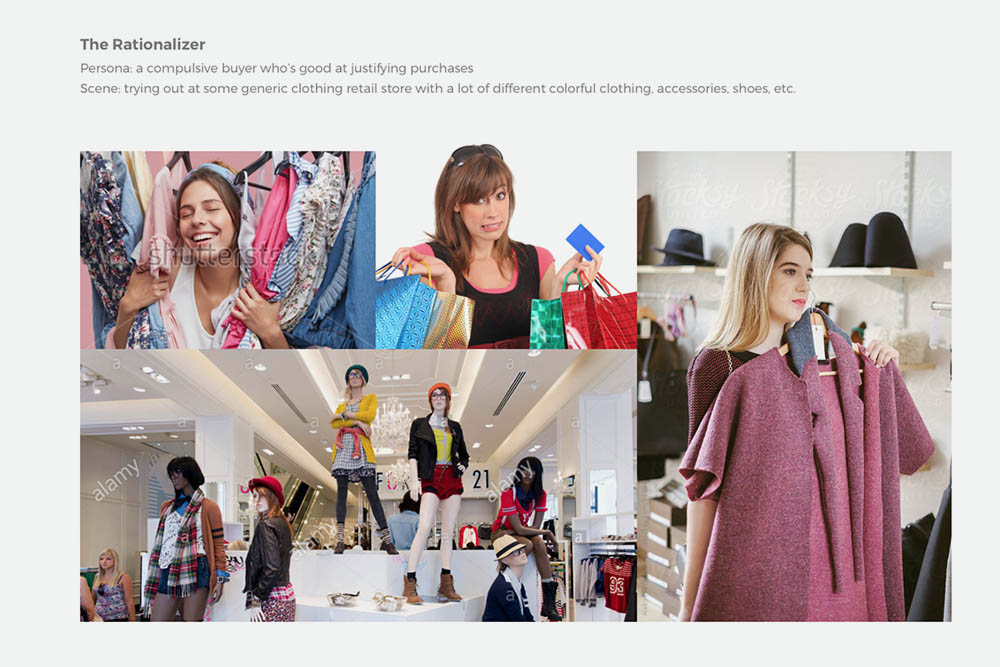 The Rationalizer
Persona: a compulsive buyer who's good at justifying purchases
Scene: trying out at some generic clothing retail store with a lot of different colorful clothing, accessories, shoes, etc.
shutterstock
Stocksy
alamy
alamy
21